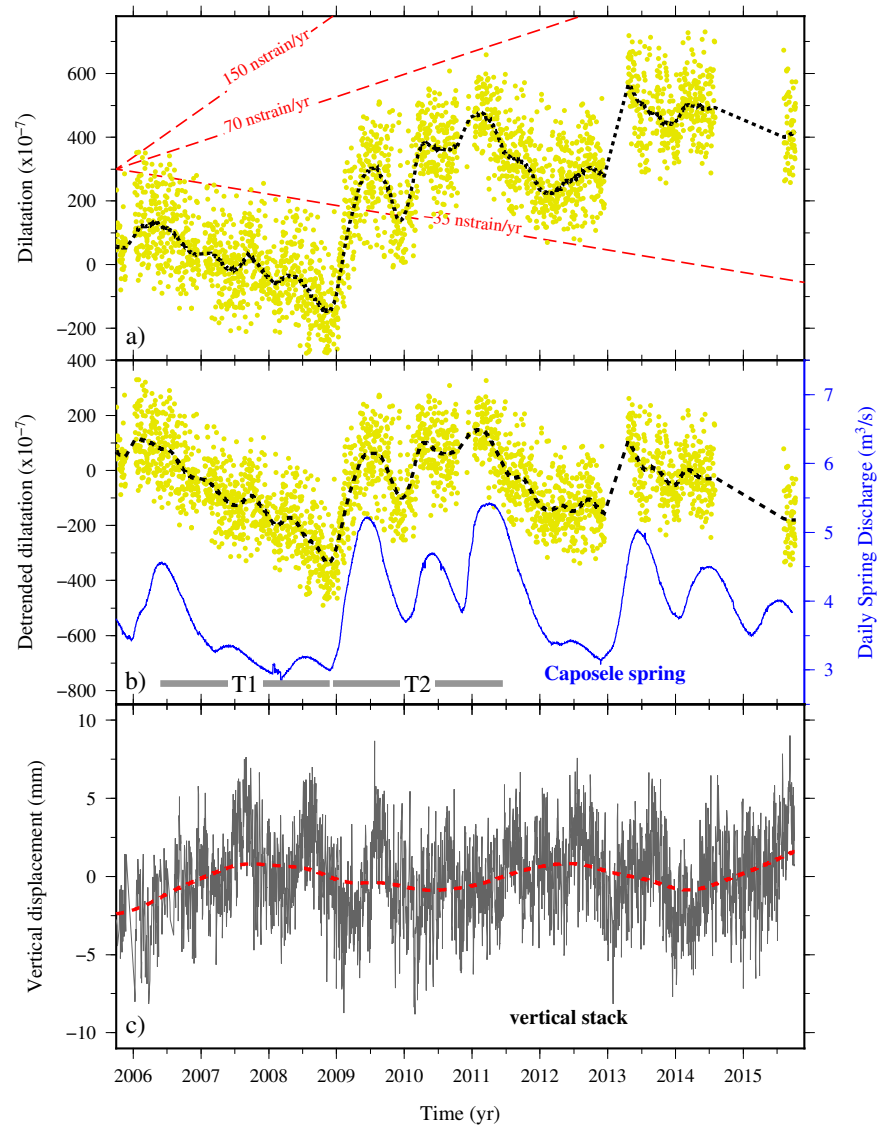 150 nstrain/yr
70 nstrain/yr
-35 nstrain/yr
600
400
200
0
−200
Dilatation (x10⁻⁷)
a)
400
200
0
−200
−400
−600
−800
Detrended dilatation (x10⁻⁷)
7
6
5
4
3
Daily Spring Discharge (m³/s)
Caposele spring
b)
T1
T2
10
5
0
−5
−10
Vertical displacement (mm)
c)
vertical stack
2006 2007 2008 2009 2010 2011 2012 2013 2014 2015
Time (yr)